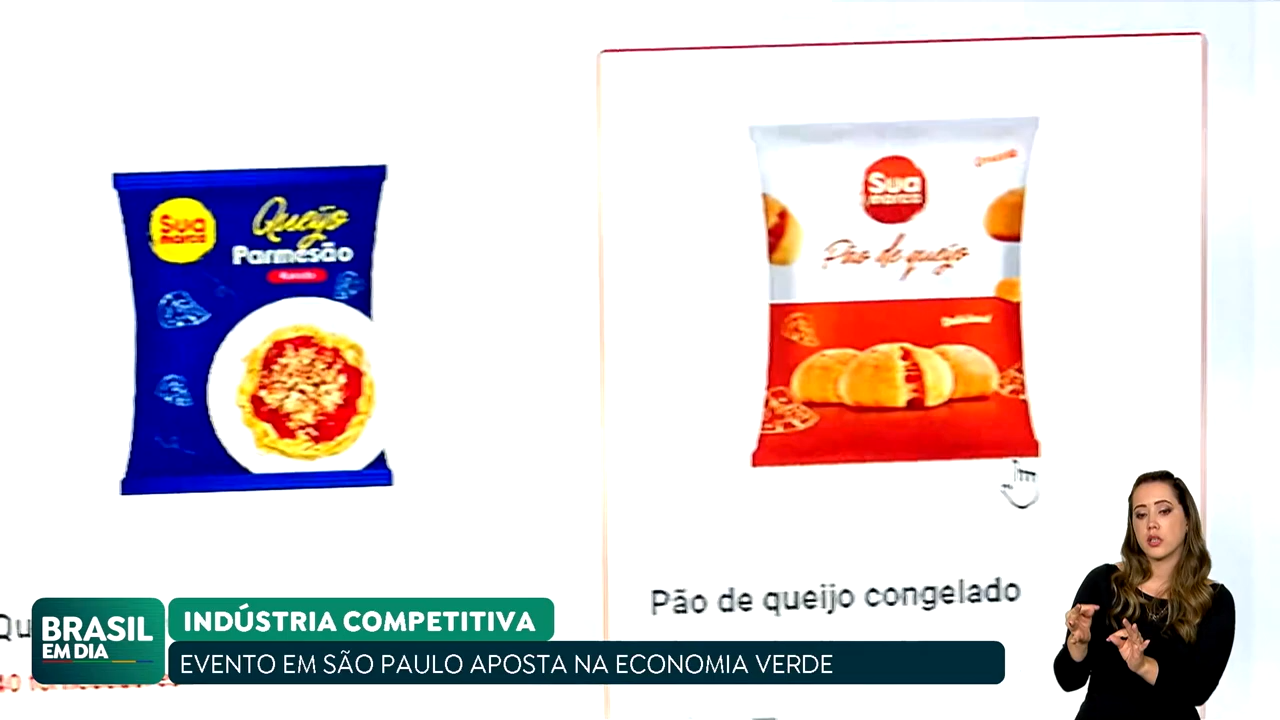 Sua
marca
Queijo
Parmesão
Sua
marca
Pão de queijo
Pão de queijo congelado
Qu
BRASIL
EM DIA
INDÚSTRIA COMPETITIVA
EVENTO EM SÃO PAULO APOSTA NA ECONOMIA VERDE